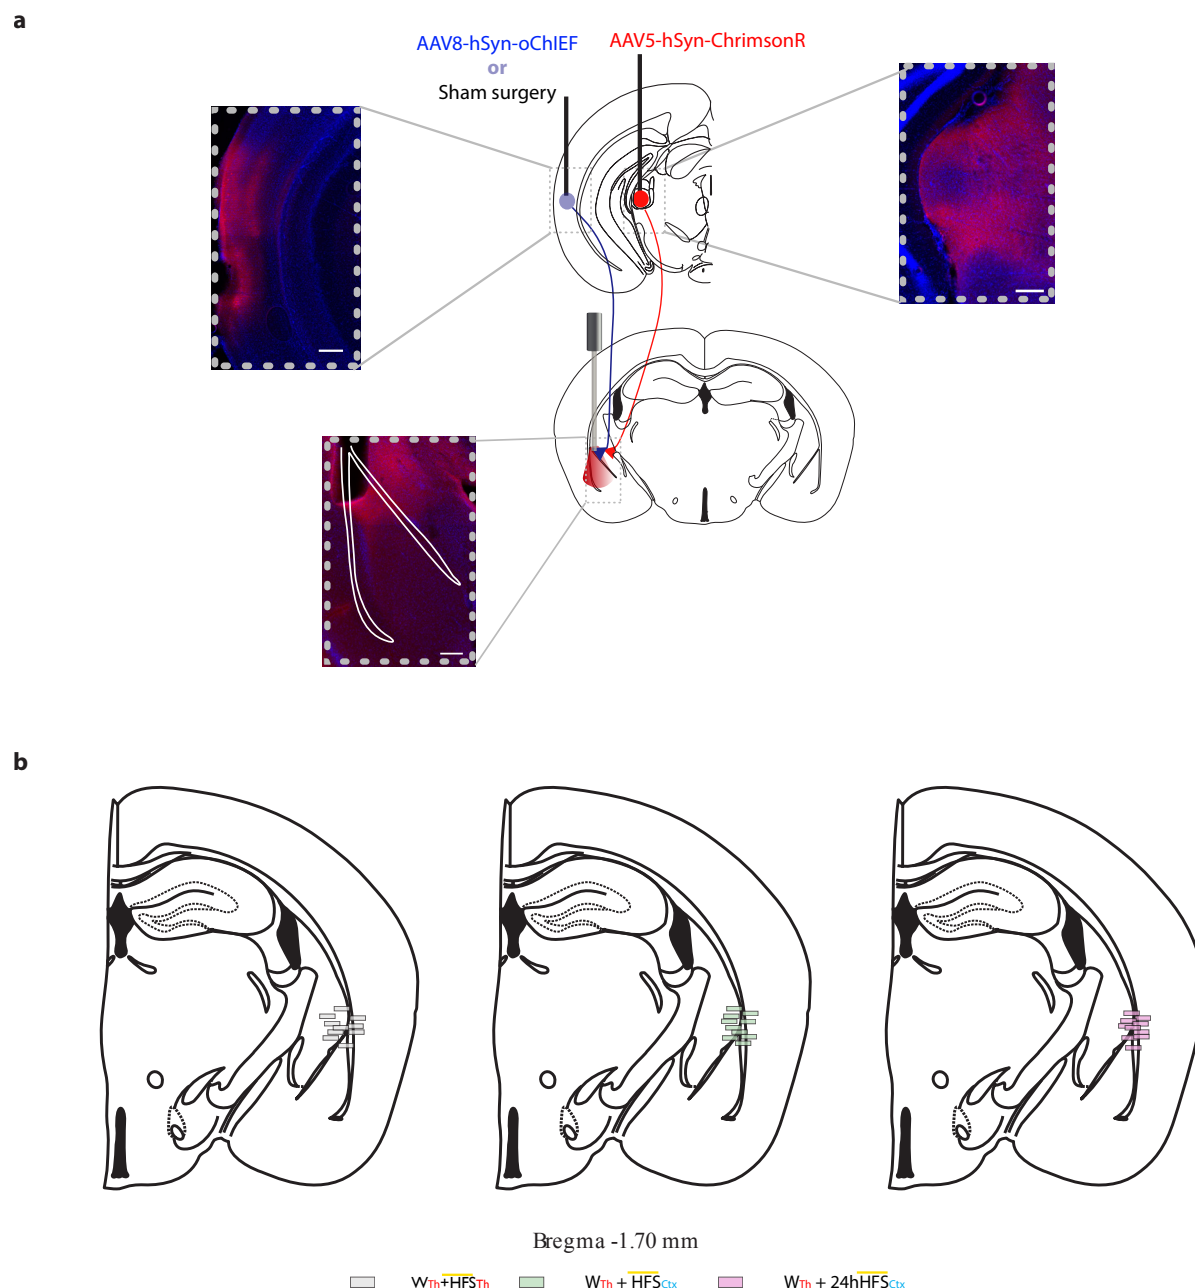 a
AAV8-hSyn-oChIEF AAV5-hSyn-ChrimsonR
or
Sham surgery
b
Bregma -1.70 mm
WTh+HFSTh WTh + HFSCtx WTh + 24hHFSCtx